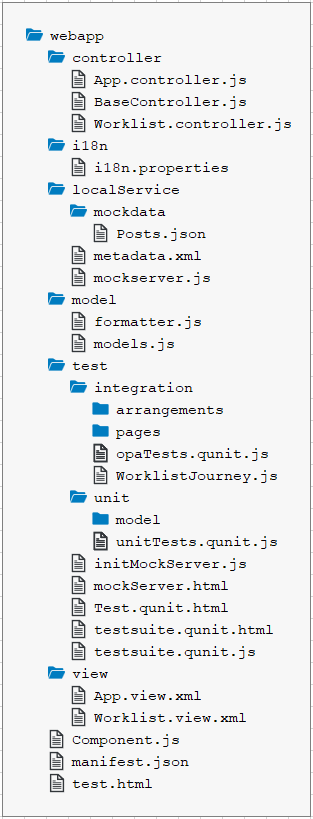 webapp
controller
App.controller.js
BaseController.js
Worklist.controller.js
i18n
i18n.properties
localService
mockdata
Posts.json
metadata.xml
mockserver.js
model
formatter.js
models.js
test
integration
arrangements
pages
opaTests.qunit.js
WorklistJourney.js
unit
model
unitTests.qunit.js
initMockServer.js
mockServer.html
Test.qunit.html
testsuite.qunit.html
testsuite.qunit.js
view
App.view.xml
Worklist.view.xml
Component.js
manifest.json
test.html